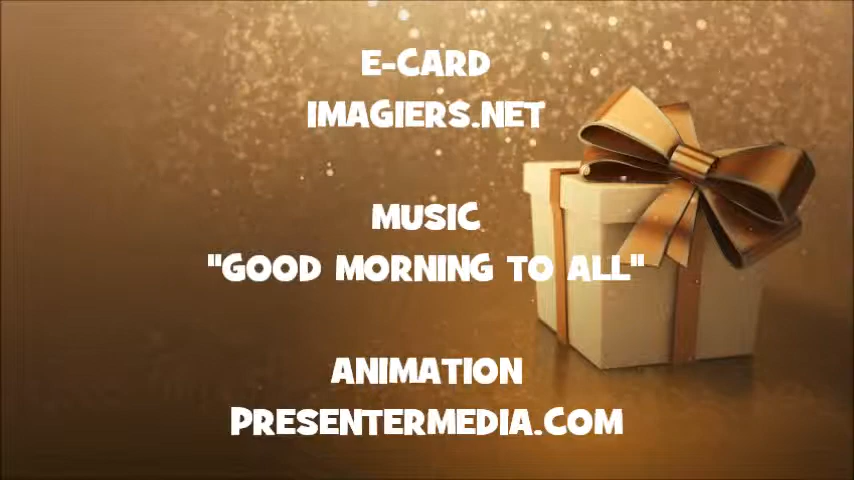 E-CARD
IMAGIERS.NET
MUSIC
"GOOD MORNING TO ALL"
ANIMATION
PRESENTERMEDIA.COM